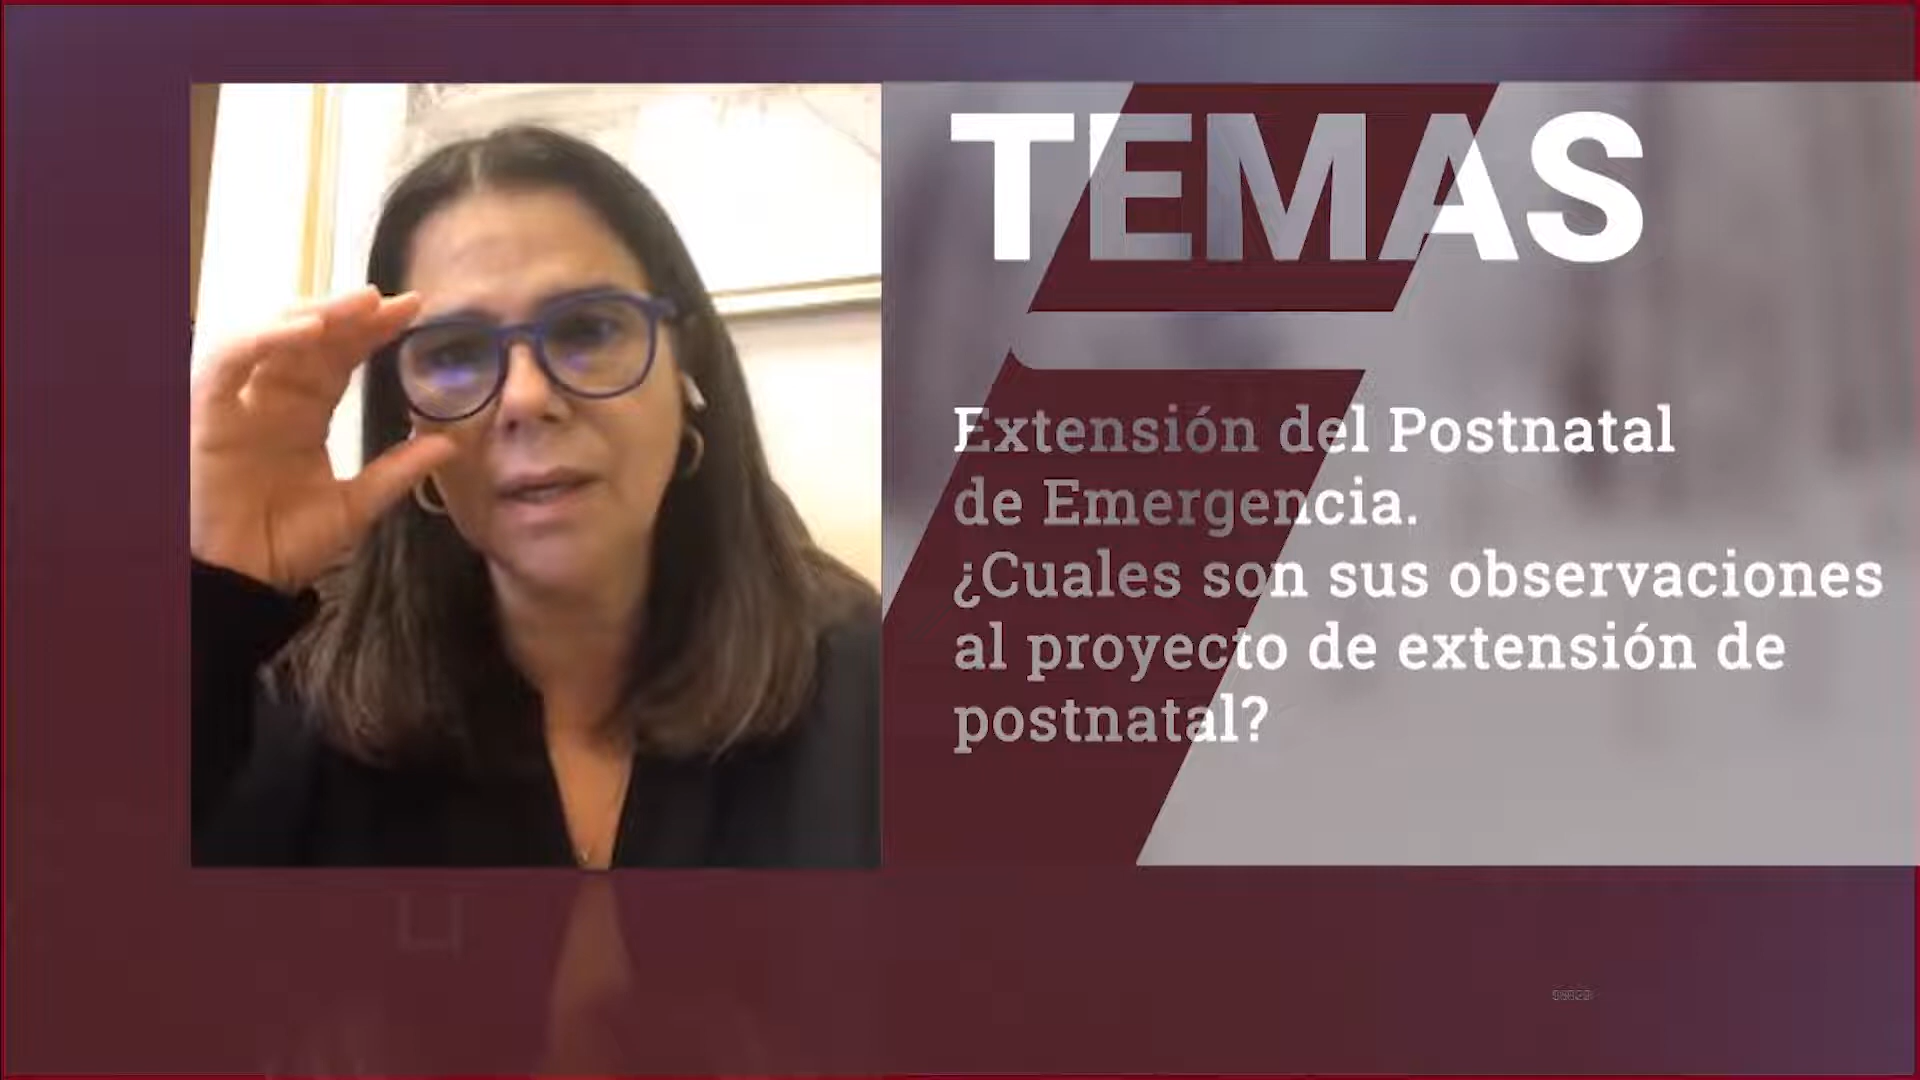 TEMAS
Extensión del Postnatal
de Emergencia.
¿Cuales son sus observaciones
al proyecto de extensión de
postnatal?